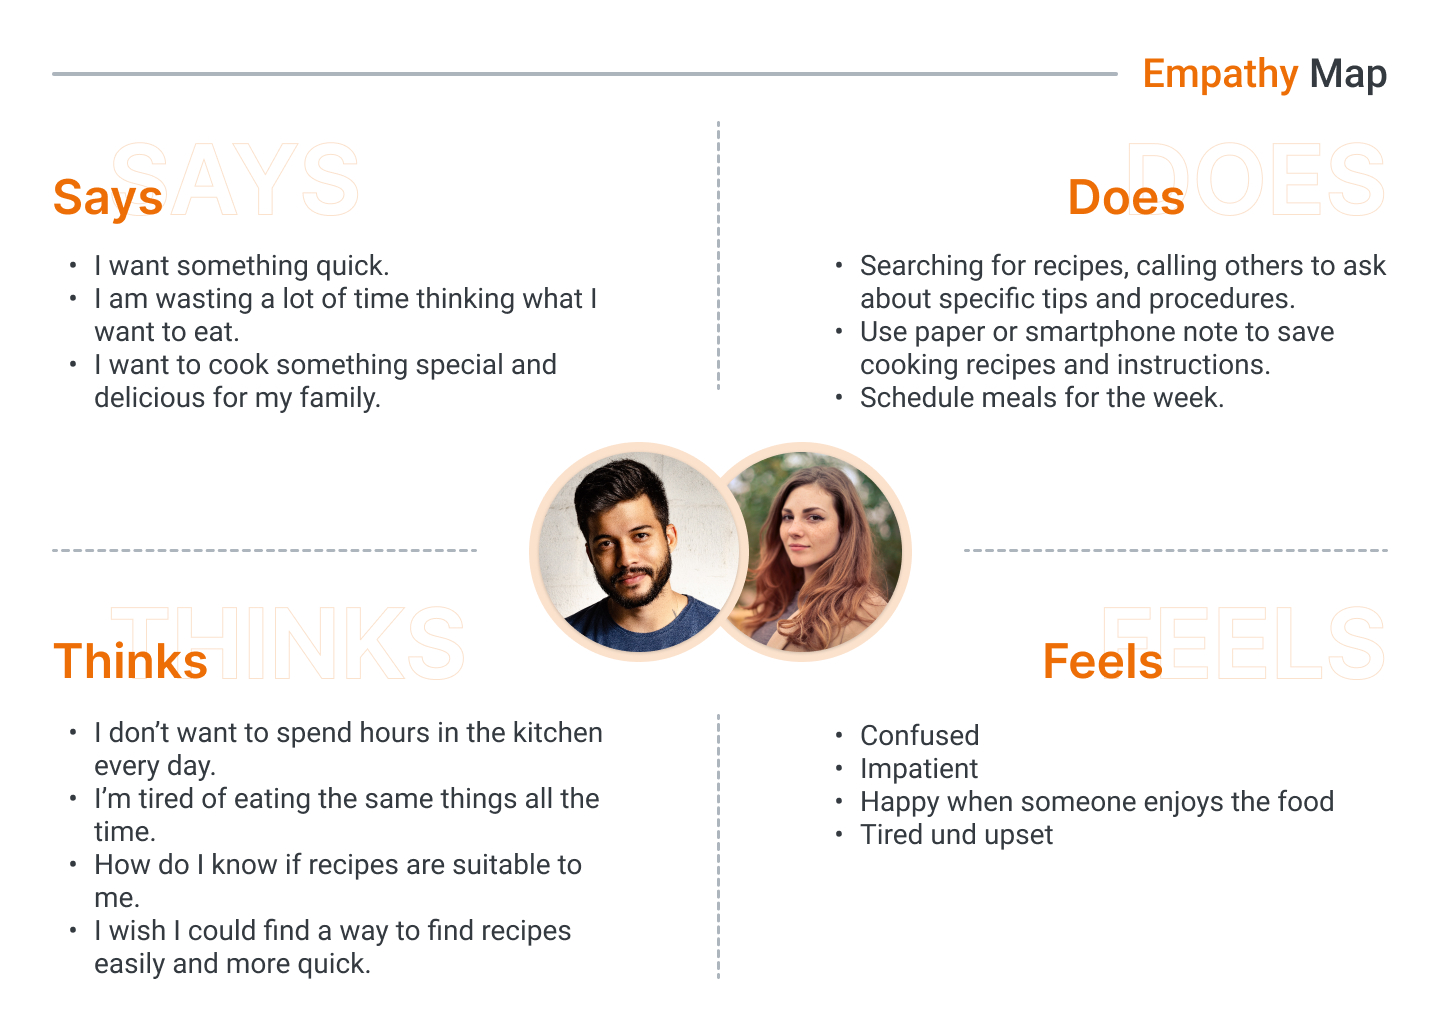 Empathy Map
SAYS
Says
• I want something quick.
• I am wasting a lot of time thinking what I
want to eat.
• I want to cook something special and
delicious for my family.
DOES
Does
• Searching for recipes, calling others to ask
about specific tips and procedures.
• Use paper or smartphone note to save
cooking recipes and instructions.
• Schedule meals for the week.
THINKS
Thinks
• I don’t want to spend hours in the kitchen
every day.
• I’m tired of eating the same things all the
time.
• How do I know if recipes are suitable to
me.
• I wish I could find a way to find recipes
easily and more quick.
FEELS
Feels
• Confused
• Impatient
• Happy when someone enjoys the food
• Tired und upset